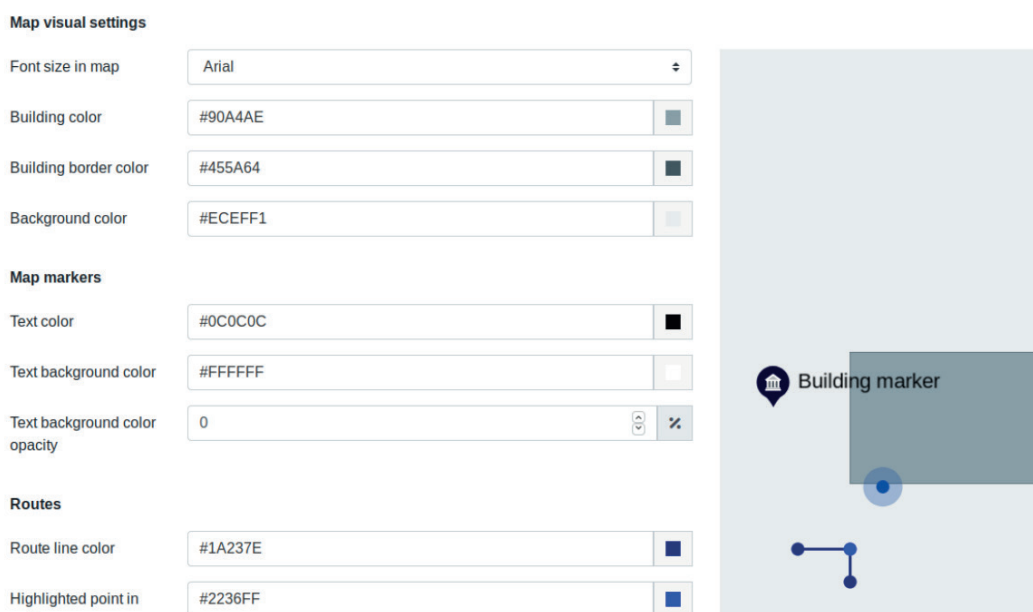 Map visual settings
Font size in map Arial
Building color #90A4AE
Building border color #455A64
Background color #ECEFF1
Map markers
Text color #0C0C0C
Text background color #FFFFFF
Building marker
Text background color 0 %
opacity
Routes
Route line color #1A237E
Highlighted point in #2236FF